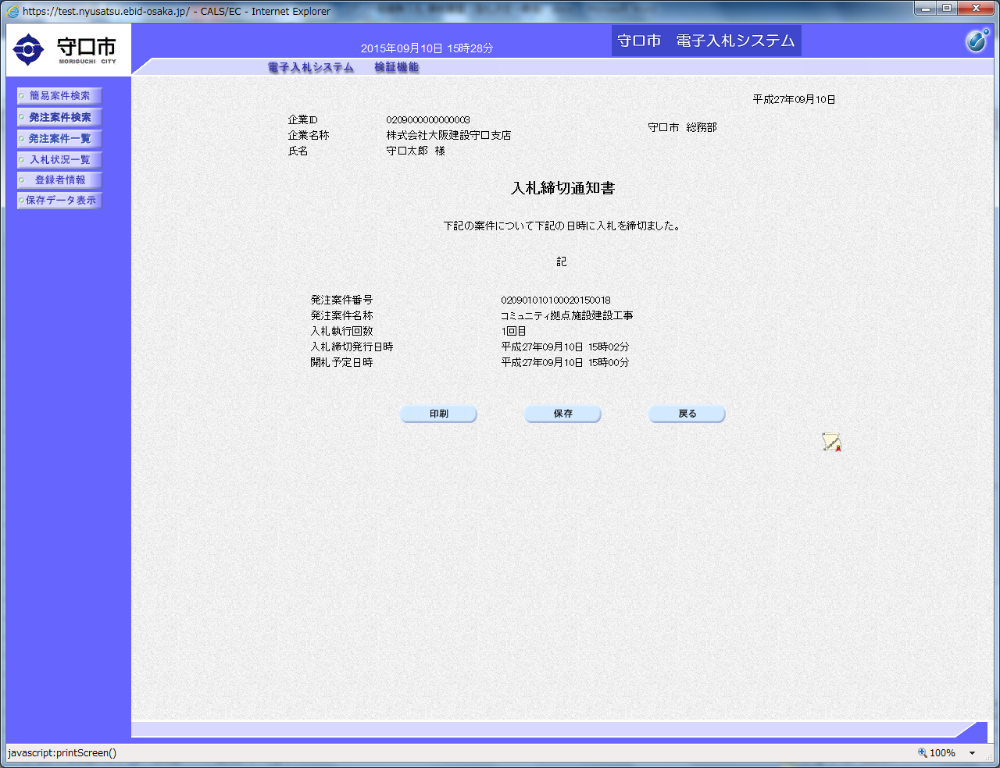 https://test.nyusatsu.ebid-osaka.jp/ - CALS/EC - Internet Explorer
守口市
MORIGUCHI CITY
2015年09月10日 15時28分
守口市 電子入札システム
電子入札システム 検証機能
簡易案件検索
発注案件検索
発注案件一覧
入札状況一覧
登録者情報
保存データ表示
平成27年09月10日
企業ID 0209000000000003
企業名称 株式会社大阪建設守口支店
氏名 守口太郎 様
守口市 総務部
入札締切通知書
下記の案件について下記の日時に入札を締切ました。
記
発注案件番号 020901010100020150018
発注案件名称 コミュニティ拠点施設建設工事
入札執行回数 1回目
入札締切発行日時 平成27年09月10日 15時02分
開札予定日時 平成27年09月10日 15時00分
印刷 保存 戻る
javascript:printScreen()
100%